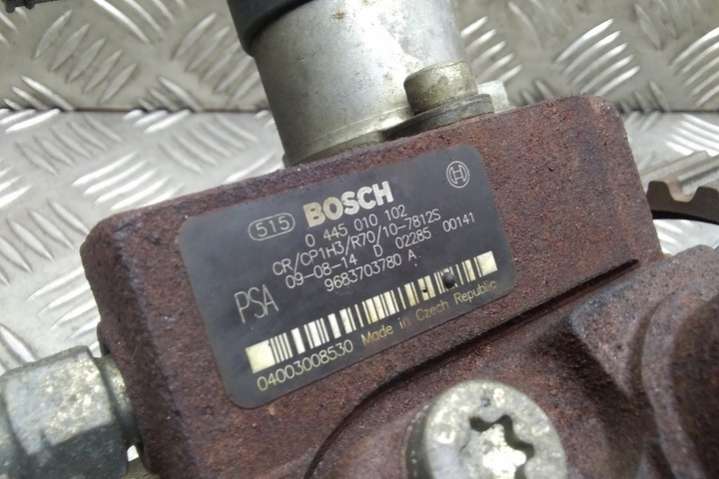 515 BOSCH
0 445 010 102
CR/CP1H3/R70/10-7812S
09-08-14 D 02285 00141
9683703780 A
PSA
04003008530 Made in Czech Republic